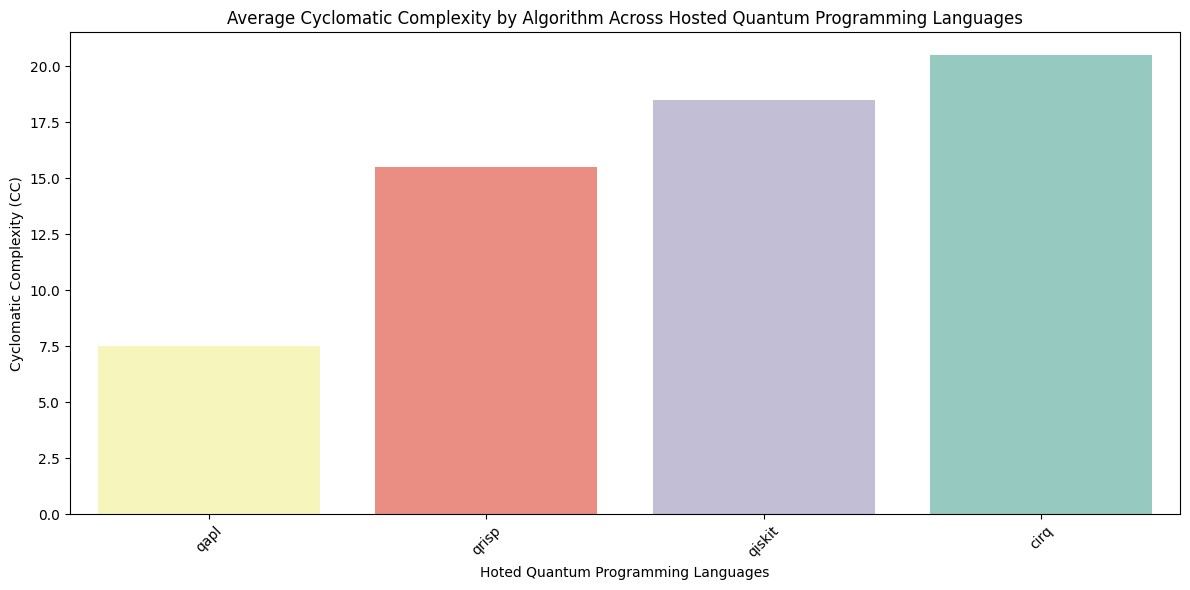 Average Cyclomatic Complexity by Algorithm Across Hosted Quantum Programming Languages
Cyclomatic Complexity (CC)
20.0
17.5
15.0
12.5
10.0
7.5
5.0
2.5
0.0
qapl
qrisp
qiskit
cirq
Hoted Quantum Programming Languages